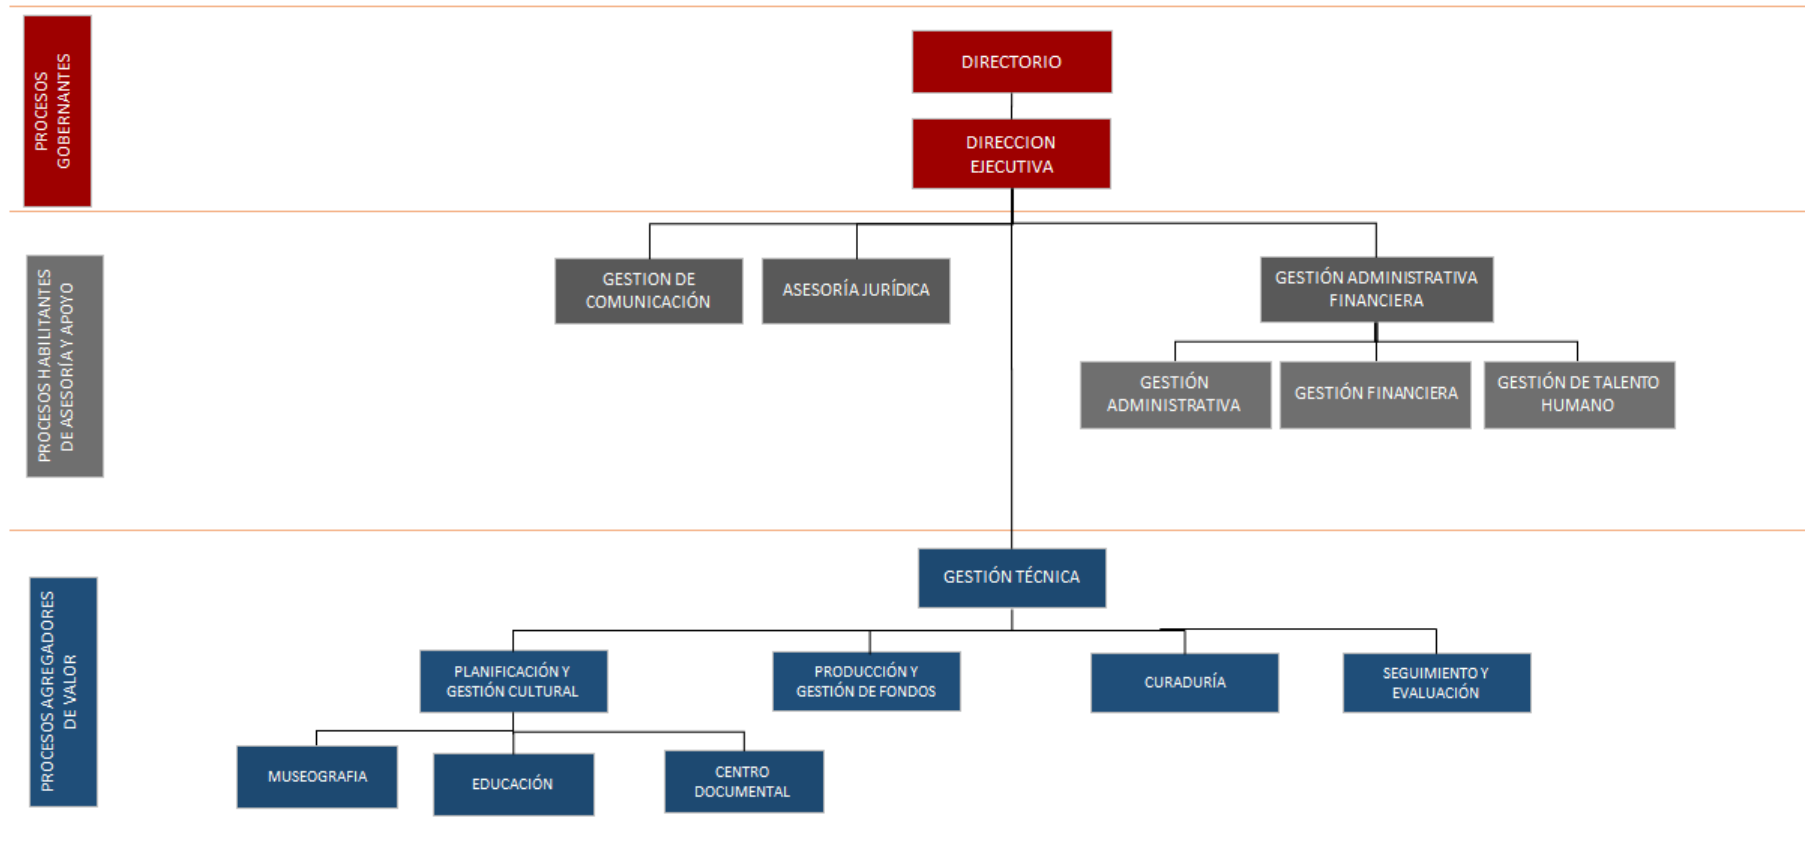 PROCESOS
GOBERNANTES
DIRECTORIO
DIRECCION
EJECUTIVA
PROCESOS HABILITANTES
DE ASESORÍA Y APOYO
GESTION DE
COMUNICACIÓN
ASESORÍA JURÍDICA
GESTIÓN ADMINISTRATIVA
FINANCIERA
GESTIÓN
ADMINISTRATIVA
GESTIÓN FINANCIERA
GESTIÓN DE TALENTO
HUMANO
PROCESOS AGREGADORES
DE VALOR
GESTIÓN TÉCNICA
PLANIFICACIÓN Y
GESTIÓN CULTURAL
PRODUCCIÓN Y
GESTIÓN DE FONDOS
CURADURÍA
SEGUIMIENTO Y
EVALUACIÓN
MUSEOGRAFIA
EDUCACIÓN
CENTRO
DOCUMENTAL